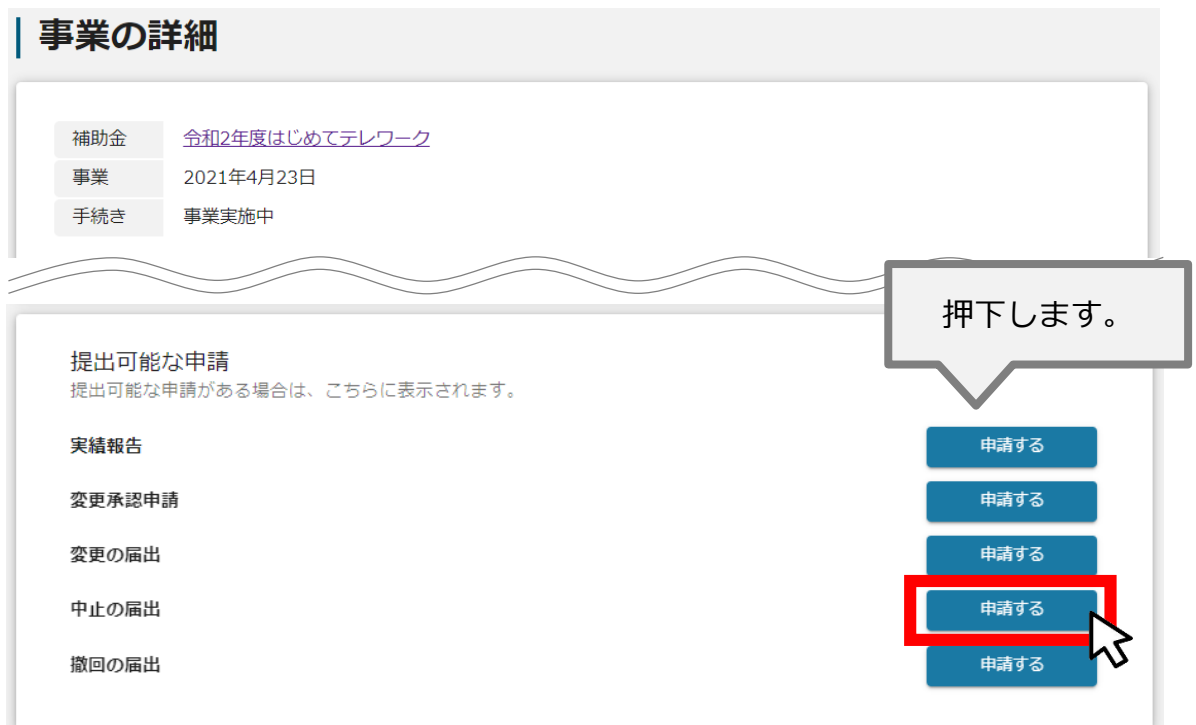 事業の詳細
補助金 令和2年度はじめてテレワーク
事業 2021年4月23日
手続き 事業実施中
押下します。
提出可能な申請
提出可能な申請がある場合は、こちらに表示されます。
実績報告 申請する
変更承認申請 申請する
変更の届出 申請する
中止の届出 申請する
撤回の届出 申請する